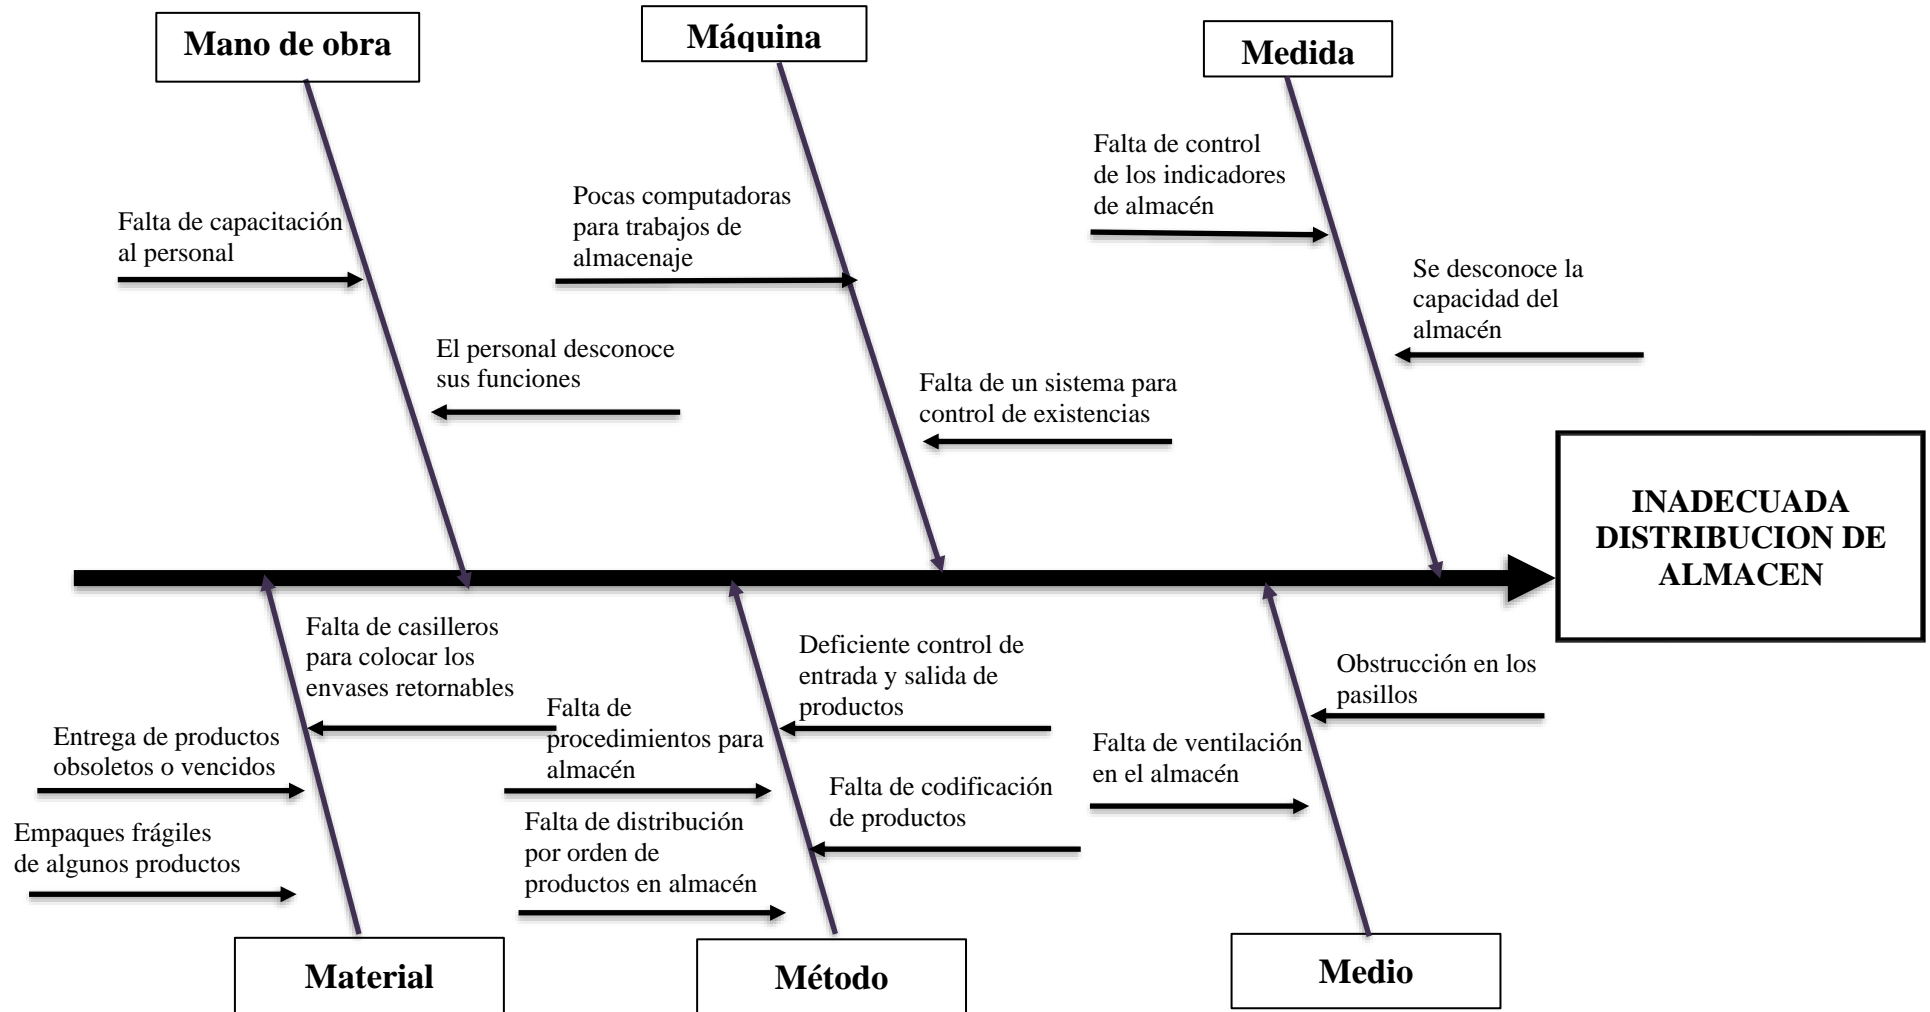 Mano de obra
Máquina
Medida
Falta de control
de los indicadores
de almacén
Pocas computadoras
para trabajos de
almacenaje
Falta de capacitación
al personal
Se desconoce la
capacidad del
almacén
El personal desconoce
sus funciones
Falta de un sistema para
control de existencias
INADECUADA
DISTRIBUCION DE
ALMACEN
Falta de casilleros
para colocar los
envases retornables
Deficiente control de
entrada y salida de
productos
Obstrucción en los
pasillos
Falta de
procedimientos para
almacén
Entrega de productos
obsoletos o vencidos
Falta de ventilación
en el almacén
Falta de codificación
de productos
Empaques frágiles
de algunos productos
Falta de distribución
por orden de
productos en almacén
Material
Método
Medio